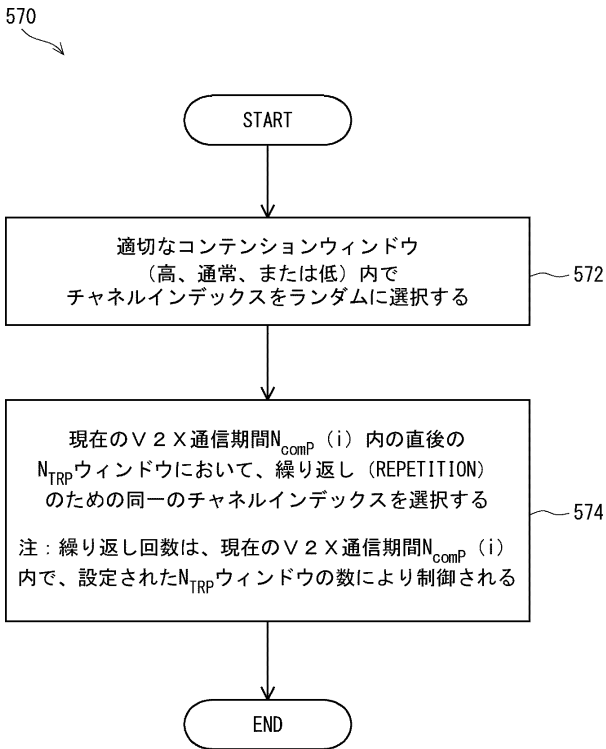 570
START
適切なコンテンションウィンドウ
（高、通常、または低）内で
チャネルインデックスをランダムに選択する
572
現在のＶ２Ｘ通信期間NcomP（i）内の直後の
NTRPウィンドウにおいて、繰り返し（REPETITION）
のための同一のチャネルインデックスを選択する
注：繰り返し回数は、現在のＶ２Ｘ通信期間NcomP（i）
内で、設定されたNTRPウィンドウの数により制御される
574
END